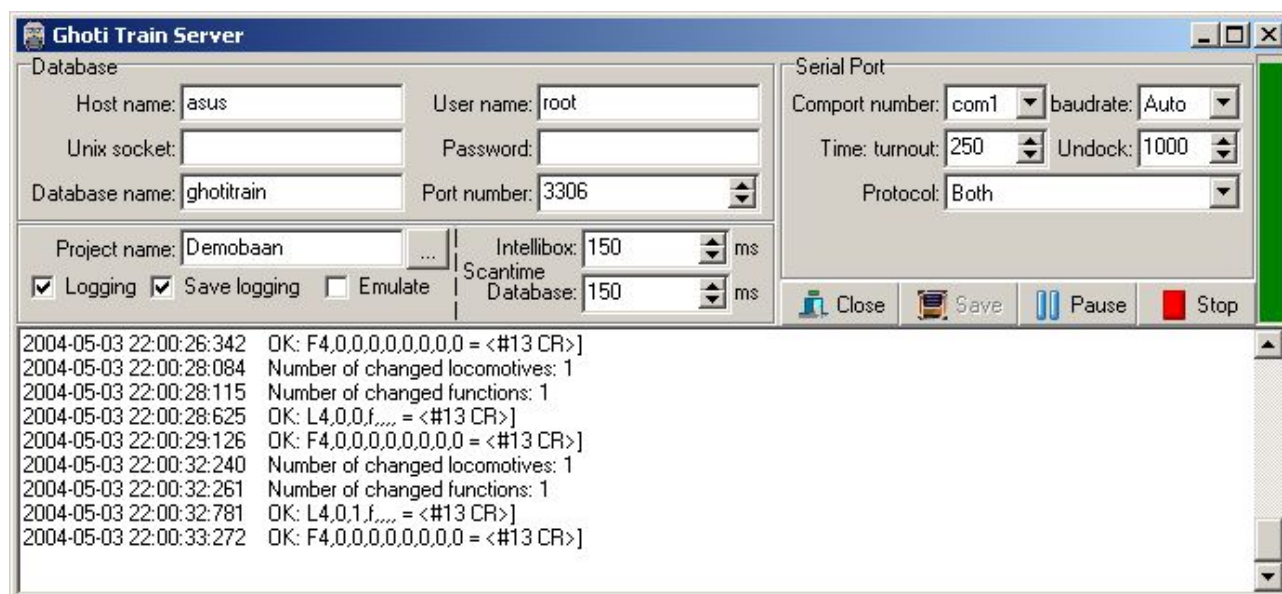 Ghoti Train Server
Database
Host name: asus User name: root
Unix socket: Password:
Database name: ghotitrain Port number: 3306
Project name: Demobaan ... Intellibox: 150 ms
Scantime
Logging Save logging Emulate Database: 150 ms
Serial Port
Comport number: com1 baudrate: Auto
Time: turnout: 250 Undock: 1000
Protocol: Both
Close Save Pause Stop
2004-05-03 22:00:26:342 OK: F4,0,0,0,0,0,0,0,0,0 = <#13 CR>]
2004-05-03 22:00:28:084 Number of changed locomotives: 1
2004-05-03 22:00:28:115 Number of changed functions: 1
2004-05-03 22:00:28:625 OK: L4,0,0,f,,,, = <#13 CR>]
2004-05-03 22:00:29:126 OK: F4,0,0,0,0,0,0,0,0,0 = <#13 CR>]
2004-05-03 22:00:32:240 Number of changed locomotives: 1
2004-05-03 22:00:32:261 Number of changed functions: 1
2004-05-03 22:00:32:781 OK: L4,0,1,f,,,, = <#13 CR>]
2004-05-03 22:00:33:272 OK: F4,0,0,0,0,0,0,0,0,0 = <#13 CR>]